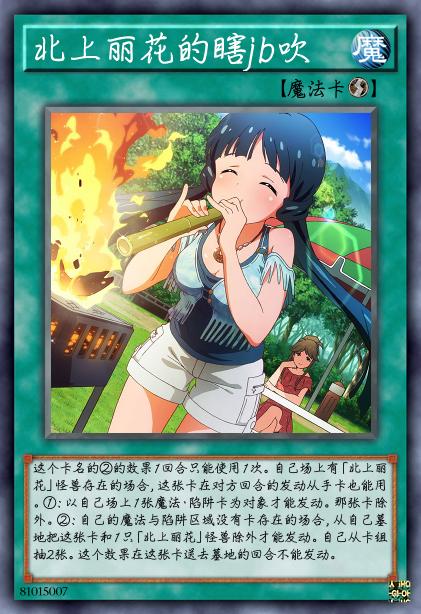 北上丽花的瞎jb吹
魔
【魔法卡】
这个卡名的②的效果1回合只能使用1次。自己场上有「北上丽
花」怪兽存在的场合，这张卡在对方回合的发动从手卡也能用
。①：以自己场上1张魔法·陷阱卡为对象才能发动。那张卡除
外。②：自己的魔法与陷阱区域没有卡存在的场合，从自己墓
地把这张卡和1只「北上丽花」怪兽除外才能发动。自己从卡组
抽2张。这个效果在这张卡送去墓地的回合不能发动。
81015007